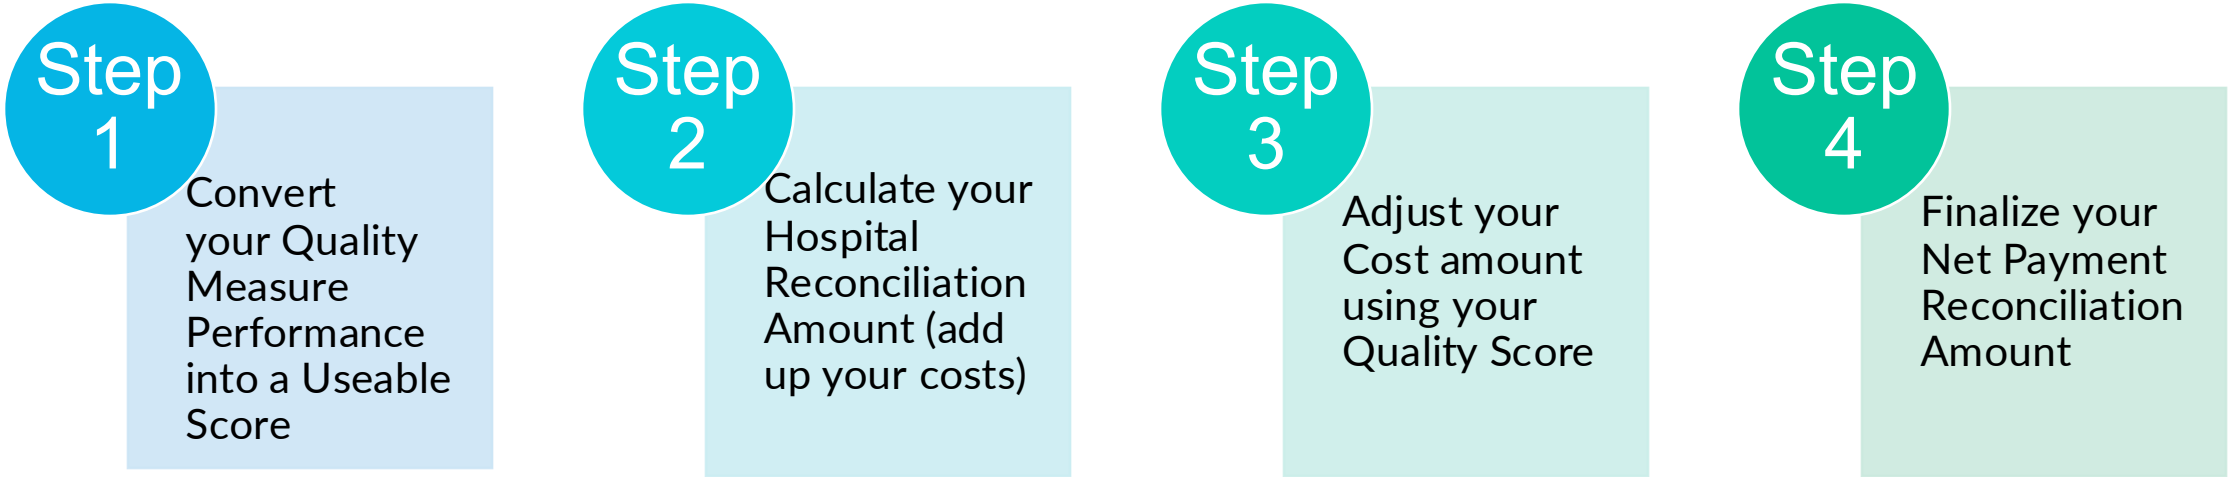 Step
1
Convert
your Quality
Measure
Performance
into a Useable
Score
Step
2
Calculate your
Hospital
Reconciliation
Amount (add
up your costs)
Step
3
Adjust your
Cost amount
using your
Quality Score
Step
4
Finalize your
Net Payment
Reconciliation
Amount